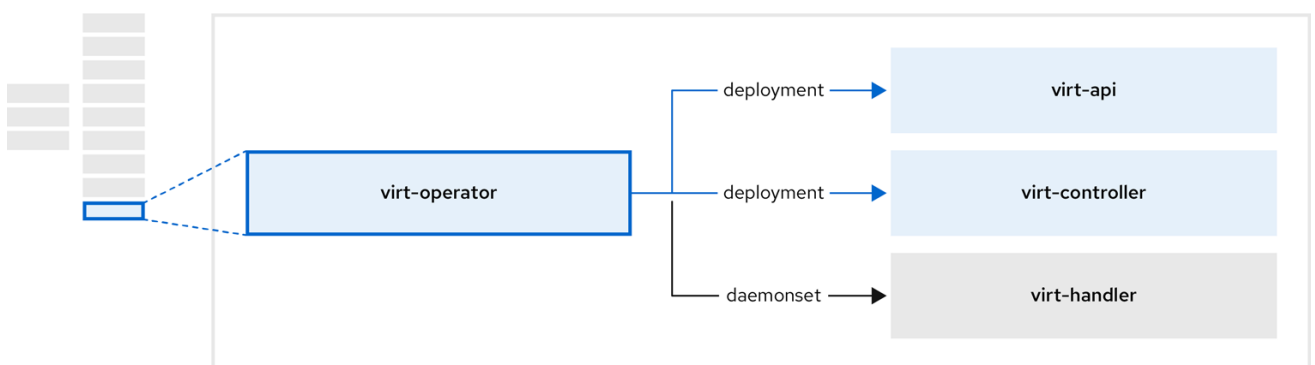 deployment
virt-api
virt-operator
deployment
virt-controller
daemonset
virt-handler